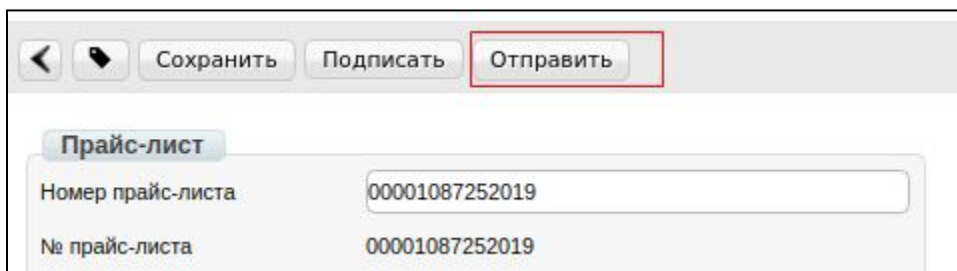 Сохранить Подписать Отправить
Прайс-лист
Номер прайс-листа 00001087252019
№ прайс-листа 00001087252019